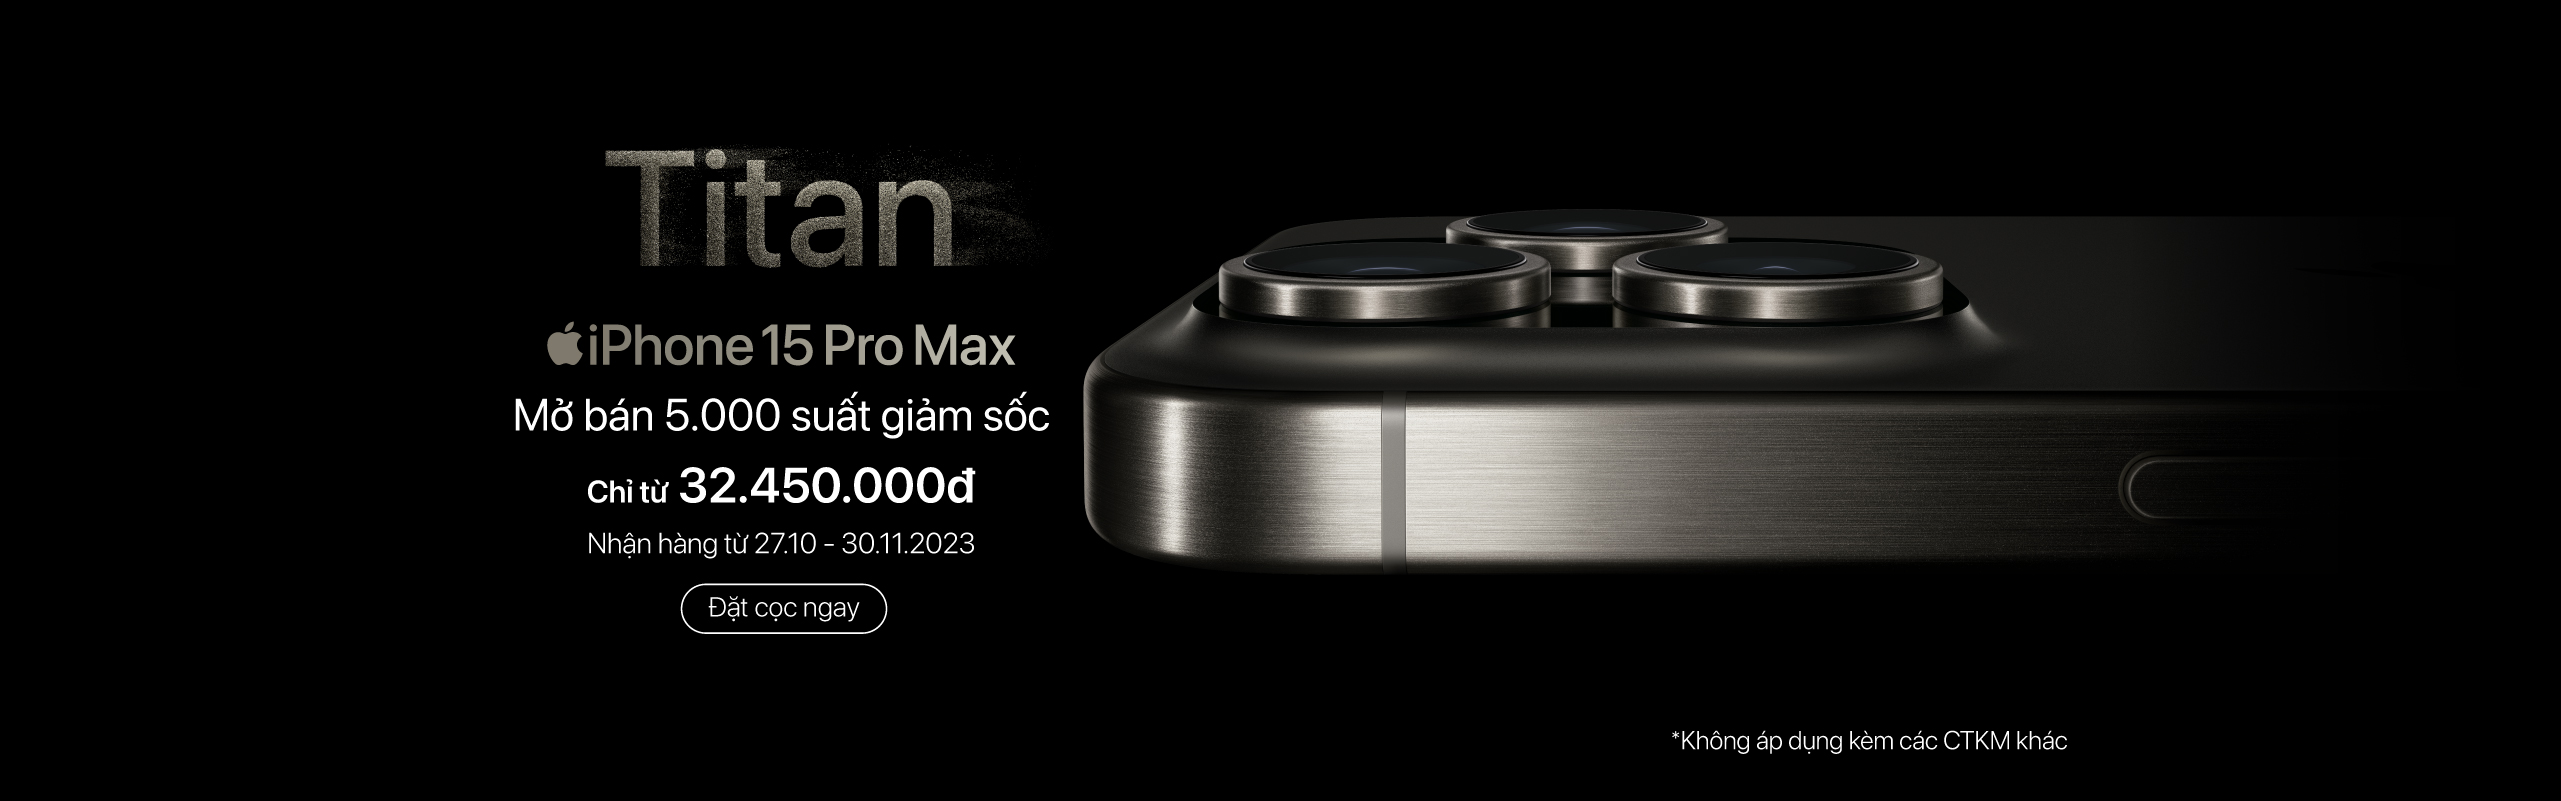 Titan
iPhone 15 Pro Max
Mở bán 5.000 suất giảm sốc
Chỉ từ 32.450.000đ
Nhận hàng từ 27.10 - 30.11.2023
Đặt cọc ngay
*Không áp dụng kèm các CTKM khác